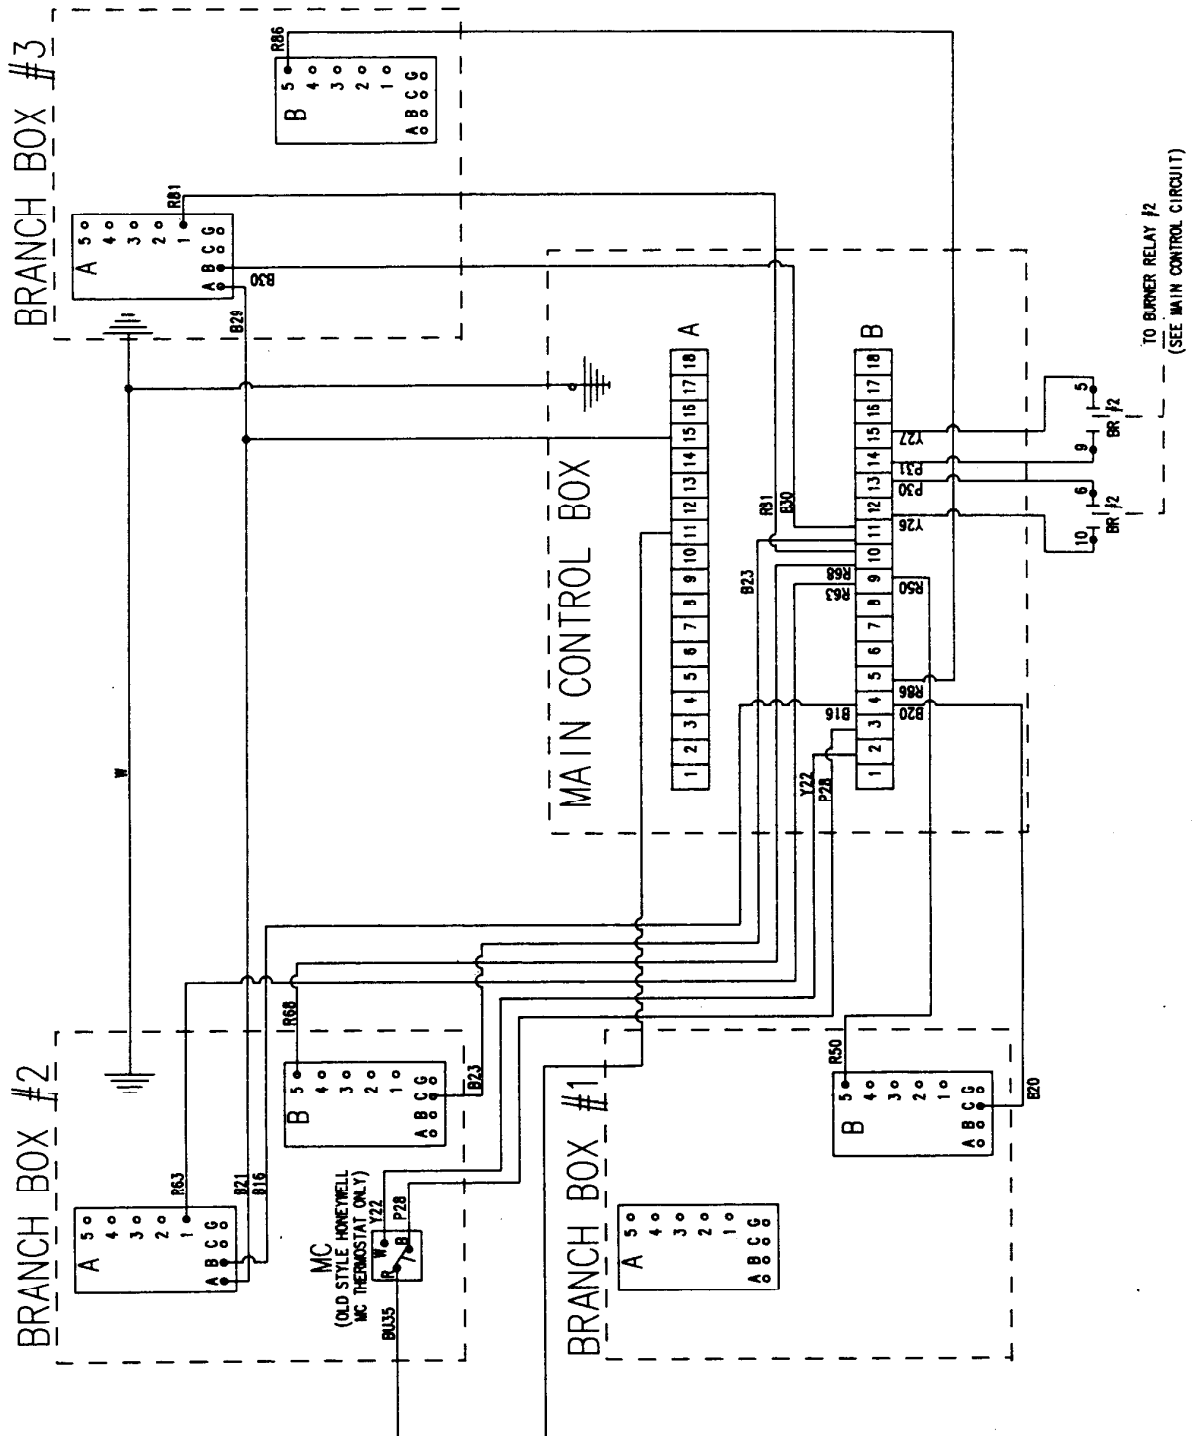 BRANCH BOX #3
R86
B
5
4
3
2
1
A B C G
R81
A
5
4
3
2
1
A B C G
B30
B29
W
MAIN CONTROL BOX
A
1 2 3 4 5 6 7 8 9 10 11 12 13 14 15 16 17 18
B
1 2 3 4 5 6 7 8 9 10 11 12 13 14 15 16 17 18
R81
B30
B23
R68
R63
B16
Y22
P28
Y27
P31
P30
Y26
R50
R86
B20
5
BR #2
9
6
BR #2
10
TO BURNER RELAY #2
(SEE MAIN CONTROL CIRCUIT)
BRANCH BOX #2
R68
B
5
4
3
2
1
A B C G
B23
R63
B21
B16
A
5
4
3
2
1
A B C G
MC
(OLD STYLE HONEYWELL
MC THERMOSTAT ONLY)
Y22
P28
R W B
BU35
BRANCH BOX #1
R50
B
5
4
3
2
1
A B C G
B20
A
5
4
3
2
1
A B C G